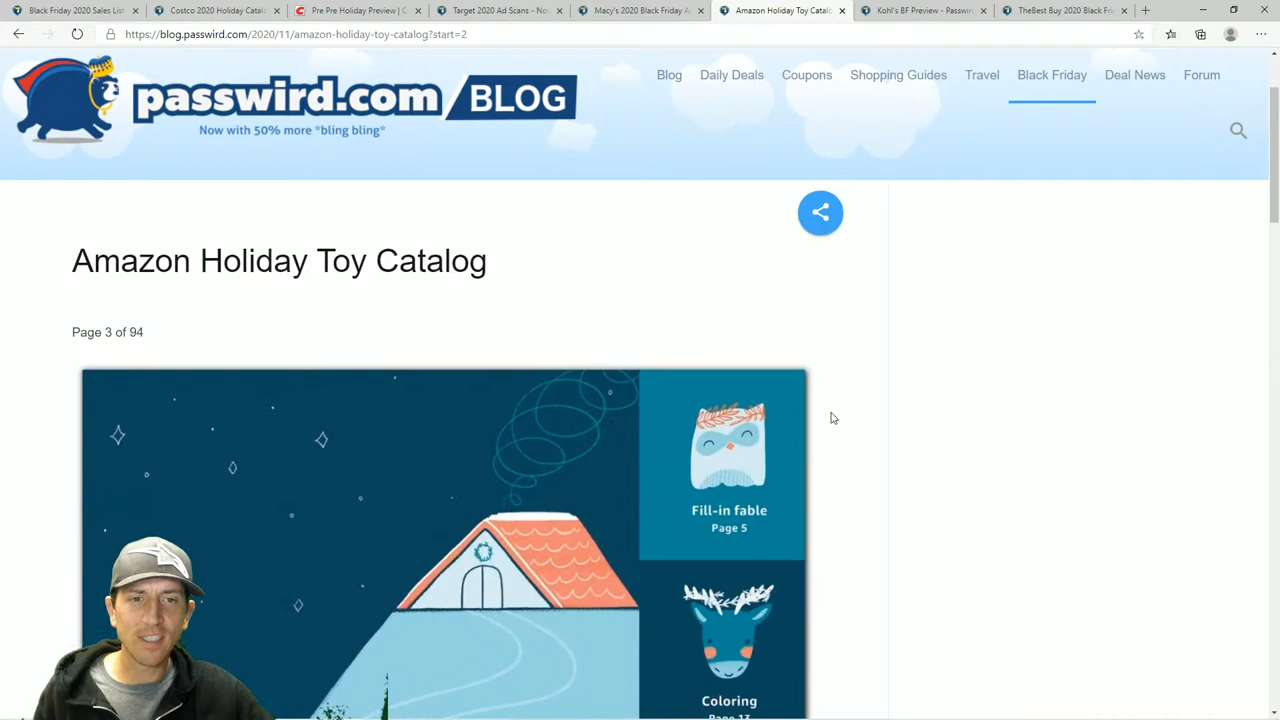 Black Friday 2020 Sales List
Costco 2020 Holiday Catal
Pre Pre Holiday Preview | C
Target 2020 Ad Scans - No
Macy's 2020 Black Friday A
Amazon Holiday Toy Catal
Kohl's BF Preview - Passwir
TheBest Buy 2020 Black Fri
https://blog.passwird.com/2020/11/amazon-holiday-toy-catalog?start=2
passwird.com BLOG
Now with 50% more *bling bling*
Blog Daily Deals Coupons Shopping Guides Travel Black Friday Deal News Forum
Amazon Holiday Toy Catalog
Page 3 of 94
Fill-in fable
Page 5
Coloring
Page 13